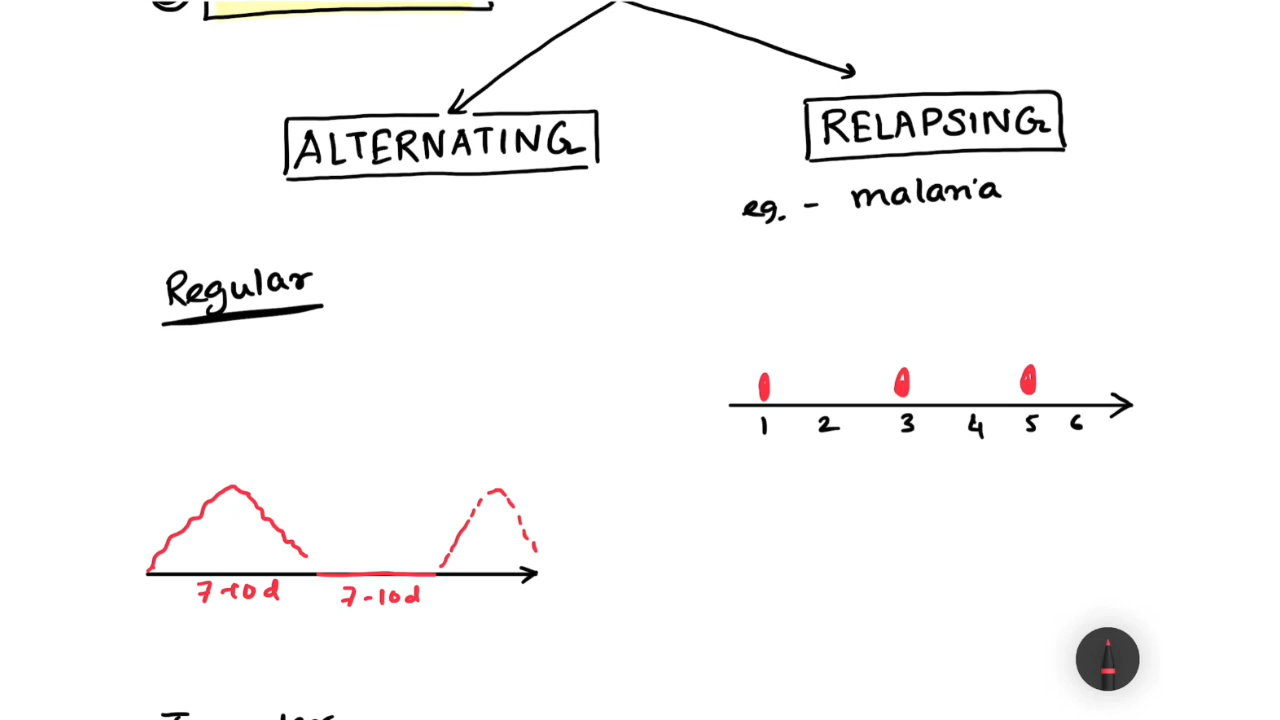 ALTERNATING
RELAPSING
eg. - malaria
Regular
1 2 3 4 5 6
7-10d 7-10d